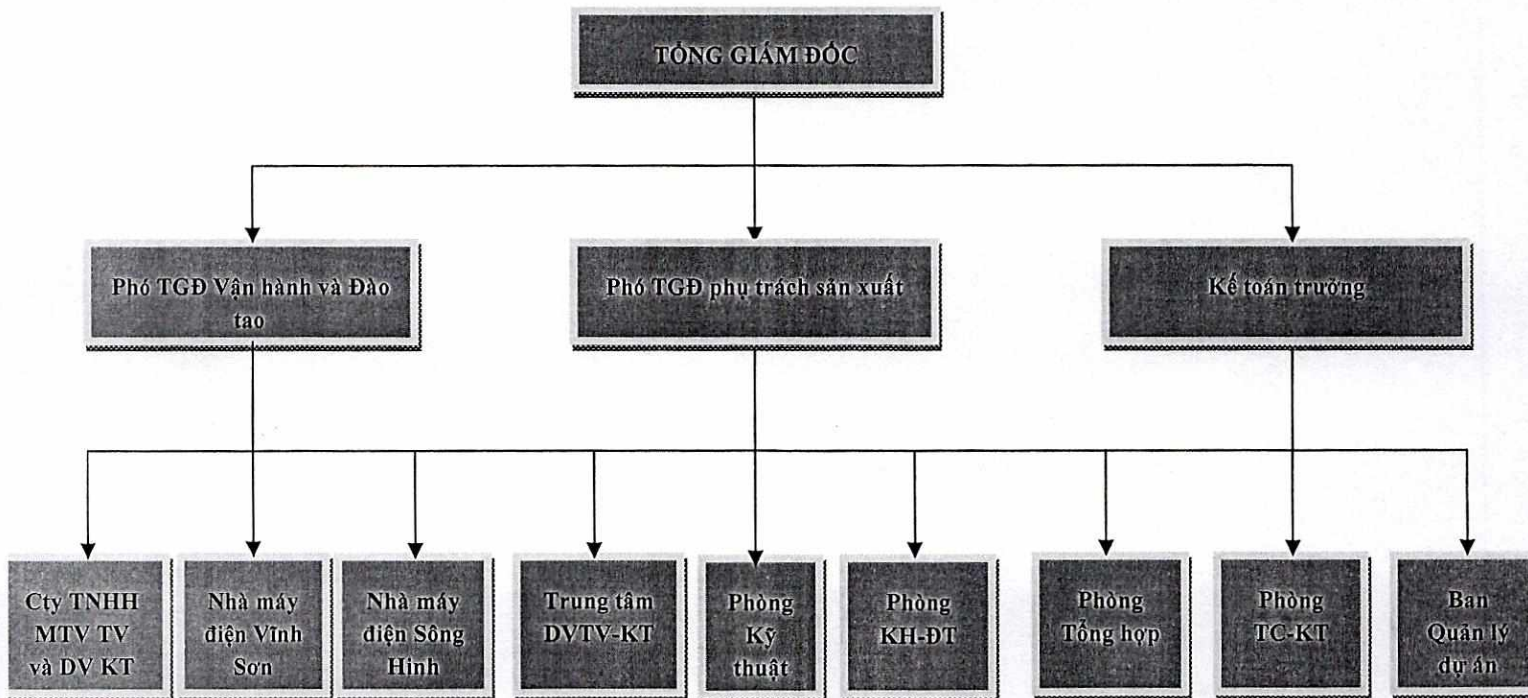 TỔNG GIÁM ĐỐC
Phó TGĐ Vận hành và Đào
tao
Phó TGĐ phụ trách sản xuất
Kế toán trưởng
Cty TNHH
MTV TV
và DV KT
Nhà máy
điện Vĩnh
Sơn
Nhà máy
điện Sông
Hinh
Trung tâm
DVTV-KT
Phòng
Kỹ
thuật
Phòng
KH-ĐT
Phòng
Tổng hợp
Phòng
TC-KT
Ban
Quản lý
dự án